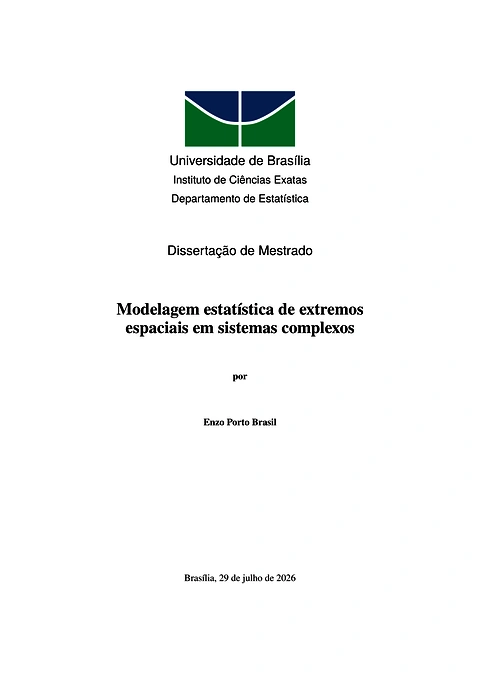 Universidade de Brasília
Instituto de Ciências Exatas
Departamento de Estatística
Dissertação de Mestrado
Modelagem estatística de extremos
espaciais em sistemas complexos
por
Enzo Porto Brasil
Brasília, 29 de julho de 2026